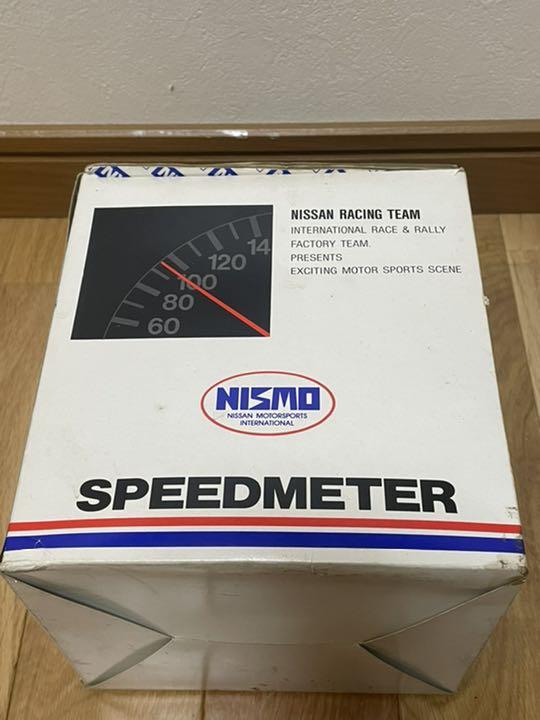 NISSAN RACING TEAM
INTERNATIONAL RACE & RALLY
FACTORY TEAM.
PRESENTS
EXCITING MOTOR SPORTS SCENE
14
120
100
80
60
NISMO
NISSAN MOTORSPORTS
INTERNATIONAL
SPEEDMETER